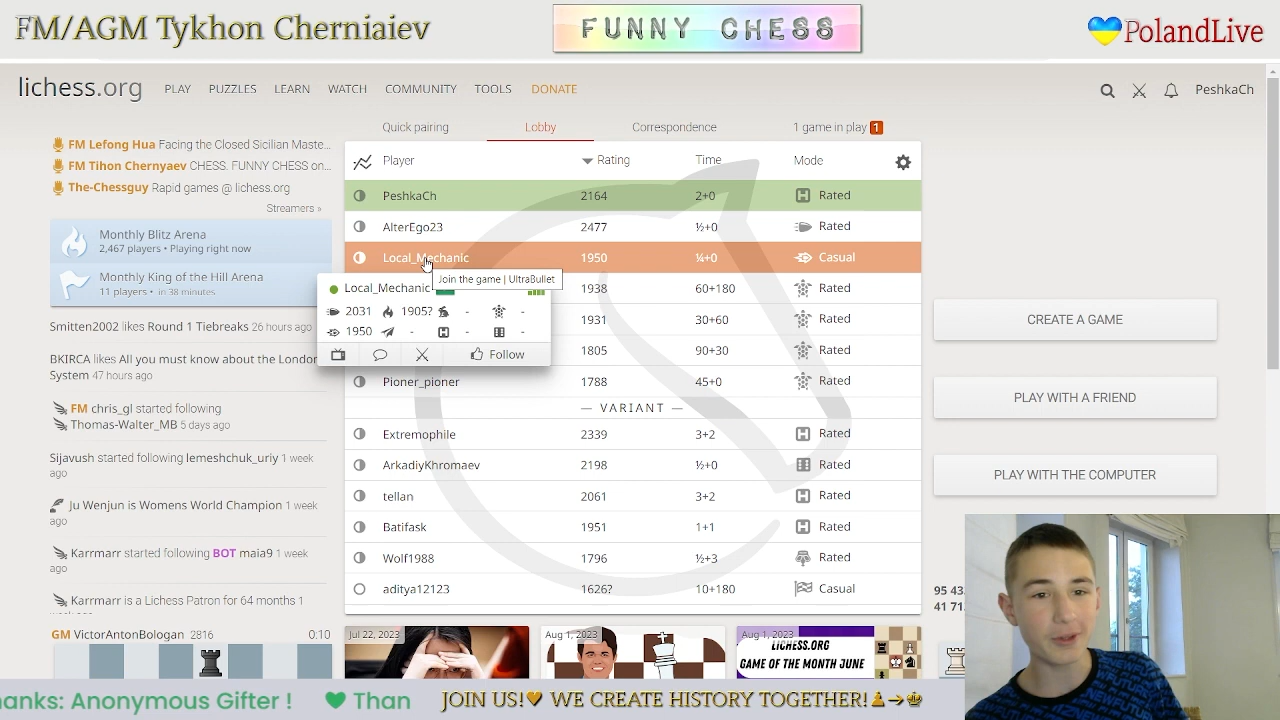 FM/AGM Tykhon Cherniaiev
FUNNY CHESS
PolandLive
lichess.org
PLAY
PUZZLES
LEARN
WATCH
COMMUNITY
TOOLS
DONATE
PeshkaCh
Quick pairing
Lobby
Correspondence
1 game in play 1
FM Lefong Hua Facing the Closed Sicilian Maste...
FM Tihon Chernyaev CHESS. FUNNY CHESS on...
The-Chessguy Rapid games @ lichess.org
Streamers »
Monthly Blitz Arena
2,467 players • Playing right now
Monthly King of the Hill Arena
11 players • in 38 minutes
Smitten2002 likes Round 1 Tiebreaks 26 hours ago
BKIRCA likes All you must know about the London
System 47 hours ago
FM chris_gl started following
Thomas-Walter_MB 5 days ago
Sijavush started following lemeshchuk_uriy 1 week
ago
Ju Wenjun is Womens World Champion 1 week
ago
Karrmarr started following BOT maia9 1 week
ago
Karrmarr is a Lichess Patron for 64 months 1
GM VictorAntonBologan 2816 0:10
Player Rating Time Mode
PeshkaCh 2164 2+0 Rated
AlterEgo23 2477 ½+0 Rated
Local_Mechanic 1950 ¼+0 Casual
Join the game | UltraBullet
1938 60+180 Rated
1931 30+60 Rated
1805 90+30 Rated
Local_Mechanic
2031 1905? - -
1950 - - -
Follow
Pioner_pioner 1788 45+0 Rated
— VARIANT —
Extremophile 2339 3+2 Rated
ArkadiyKhromaev 2198 ½+0 Rated
tellan 2061 3+2 Rated
Batifask 1951 1+1 Rated
Wolf1988 1796 ½+3 Rated
aditya12123 1626? 10+180 Casual
CREATE A GAME
PLAY WITH A FRIEND
PLAY WITH THE COMPUTER
95 43
41 71
Jul 22, 2023
Aug 1, 2023
Aug 1, 2023
LICHESS.ORG
GAME OF THE MONTH JUNE
hanks: Anonymous Gifter !
Than
JOIN US! WE CREATE HISTORY TOGETHER!